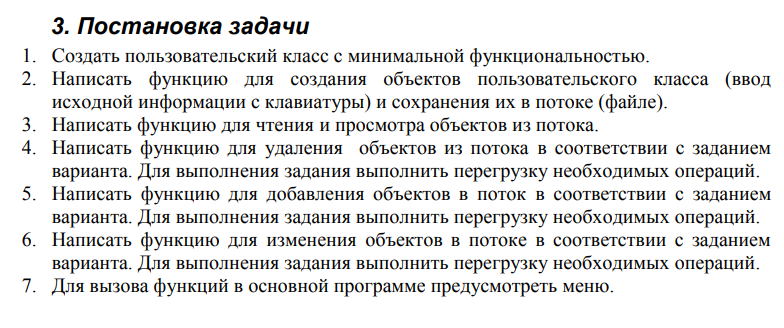 3. Постановка задачи
1. Создать пользовательский класс с минимальной функциональностью.
2. Написать функцию для создания объектов пользовательского класса (ввод
исходной информации с клавиатуры) и сохранения их в потоке (файле).
3. Написать функцию для чтения и просмотра объектов из потока.
4. Написать функцию для удаления объектов из потока в соответствии с заданием
варианта. Для выполнения задания выполнить перегрузку необходимых операций.
5. Написать функцию для добавления объектов в поток в соответствии с заданием
варианта. Для выполнения задания выполнить перегрузку необходимых операций.
6. Написать функцию для изменения объектов в потоке в соответствии с заданием
варианта. Для выполнения задания выполнить перегрузку необходимых операций.
7. Для вызова функций в основной программе предусмотреть меню.